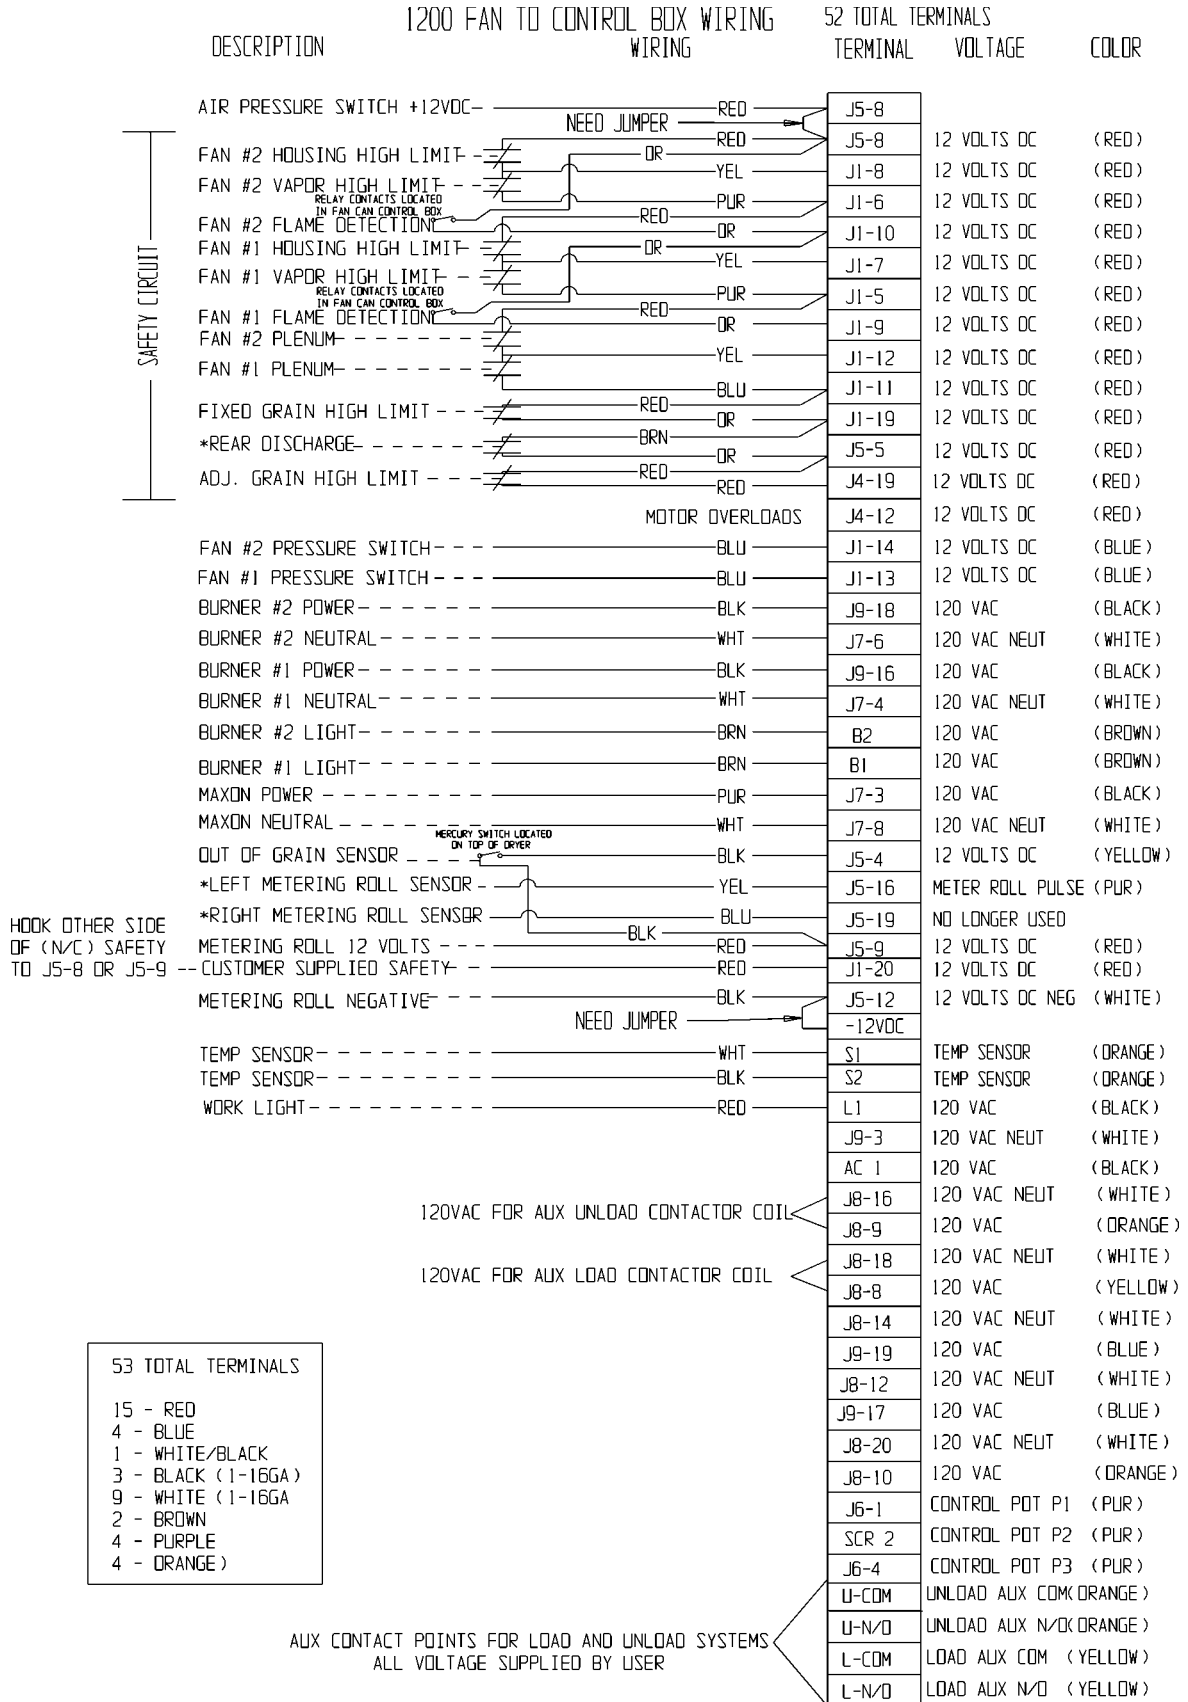 1200 FAN TO CONTROL BOX WIRING 52 TOTAL TERMINALS
DESCRIPTION WIRING TERMINAL VOLTAGE COLOR
AIR PRESSURE SWITCH +12VDC RED J5-8
NEED JUMPER
RED J5-8 12 VOLTS DC (RED)
FAN #2 HOUSING HIGH LIMIT OR
YEL J1-8 12 VOLTS DC (RED)
FAN #2 VAPOR HIGH LIMIT
RELAY CONTACTS LOCATED
IN FAN CAN CONTROL BOX
PUR J1-6 12 VOLTS DC (RED)
FAN #2 FLAME DETECTION RED
OR J1-10 12 VOLTS DC (RED)
FAN #1 HOUSING HIGH LIMIT OR
YEL J1-7 12 VOLTS DC (RED)
FAN #1 VAPOR HIGH LIMIT
RELAY CONTACTS LOCATED
IN FAN CAN CONTROL BOX
PUR J1-5 12 VOLTS DC (RED)
FAN #1 FLAME DETECTION RED
OR J1-9 12 VOLTS DC (RED)
FAN #2 PLENUM
YEL J1-12 12 VOLTS DC (RED)
FAN #1 PLENUM
BLU J1-11 12 VOLTS DC (RED)
FIXED GRAIN HIGH LIMIT RED
OR J1-19 12 VOLTS DC (RED)
*REAR DISCHARGE BRN
OR J5-5 12 VOLTS DC (RED)
ADJ. GRAIN HIGH LIMIT RED
RED J4-19 12 VOLTS DC (RED)
SAFETY CIRCUIT
MOTOR OVERLOADS J4-12 12 VOLTS DC (RED)
FAN #2 PRESSURE SWITCH BLU J1-14 12 VOLTS DC (BLUE)
FAN #1 PRESSURE SWITCH BLU J1-13 12 VOLTS DC (BLUE)
BURNER #2 POWER BLK J9-18 120 VAC (BLACK)
BURNER #2 NEUTRAL WHT J7-6 120 VAC NEUT (WHITE)
BURNER #1 POWER BLK J9-16 120 VAC (BLACK)
BURNER #1 NEUTRAL WHT J7-4 120 VAC NEUT (WHITE)
BURNER #2 LIGHT BRN B2 120 VAC (BROWN)
BURNER #1 LIGHT BRN B1 120 VAC (BROWN)
MAXON POWER PUR J7-3 120 VAC (BLACK)
MAXON NEUTRAL WHT J7-8 120 VAC NEUT (WHITE)
MERCURY SWITCH LOCATED
ON TOP OF DRYER
OUT OF GRAIN SENSOR BLK J5-4 12 VOLTS DC (YELLOW)
*LEFT METERING ROLL SENSOR YEL J5-16 METER ROLL PULSE (PUR)
*RIGHT METERING ROLL SENSOR BLU J5-19 NO LONGER USED
BLK
METERING ROLL 12 VOLTS RED J5-9 12 VOLTS DC (RED)
HOOK OTHER SIDE
OF (N/C) SAFETY
TO J5-8 OR J5-9 -- CUSTOMER SUPPLIED SAFETY RED J1-20 12 VOLTS DC (RED)
METERING ROLL NEGATIVE BLK J5-12 12 VOLTS DC NEG (WHITE)
NEED JUMPER -12VDC
TEMP SENSOR WHT S1 TEMP SENSOR (ORANGE)
TEMP SENSOR BLK S2 TEMP SENSOR (ORANGE)
WORK LIGHT RED L1 120 VAC (BLACK)
J9-3 120 VAC NEUT (WHITE)
AC 1 120 VAC (BLACK)
120VAC FOR AUX UNLOAD CONTACTOR COIL
J8-16 120 VAC NEUT (WHITE)
J8-9 120 VAC (ORANGE)
120VAC FOR AUX LOAD CONTACTOR COIL
J8-18 120 VAC NEUT (WHITE)
J8-8 120 VAC (YELLOW)
J8-14 120 VAC NEUT (WHITE)
J9-19 120 VAC (BLUE)
J8-12 120 VAC NEUT (WHITE)
J9-17 120 VAC (BLUE)
J8-20 120 VAC NEUT (WHITE)
J8-10 120 VAC (ORANGE)
J6-1 CONTROL POT P1 (PUR)
SCR 2 CONTROL POT P2 (PUR)
J6-4 CONTROL POT P3 (PUR)
U-COM UNLOAD AUX COM(ORANGE)
U-N/O UNLOAD AUX N/O(ORANGE)
L-COM LOAD AUX COM (YELLOW)
L-N/O LOAD AUX N/O (YELLOW)
AUX CONTACT POINTS FOR LOAD AND UNLOAD SYSTEMS
ALL VOLTAGE SUPPLIED BY USER
53 TOTAL TERMINALS
15 - RED
4 - BLUE
1 - WHITE/BLACK
3 - BLACK (1-16GA)
9 - WHITE (1-16GA
2 - BROWN
4 - PURPLE
4 - ORANGE)